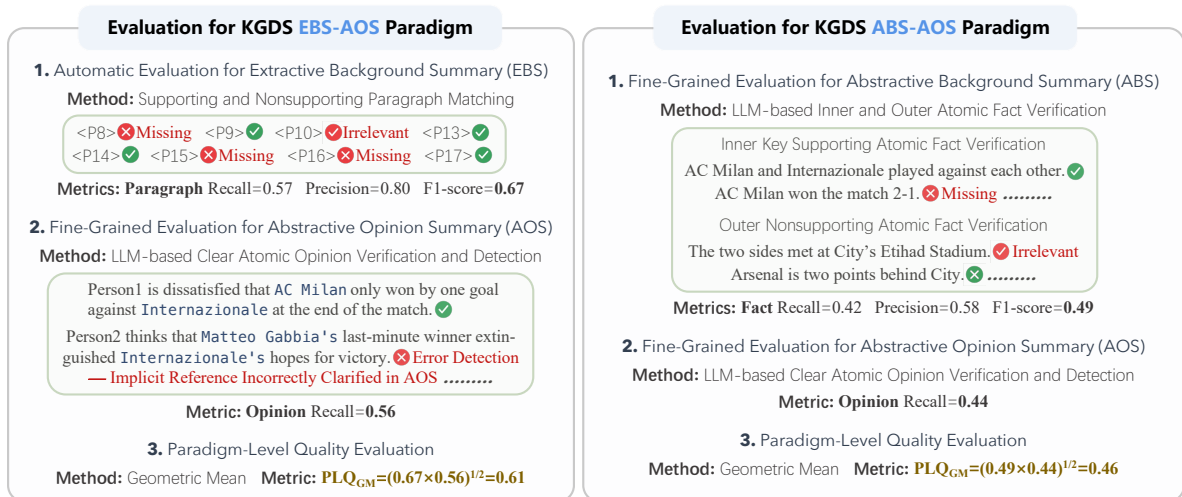 Evaluation for KGDS EBS-AOS Paradigm
1. Automatic Evaluation for Extractive Background Summary (EBS)
Method: Supporting and Nonsupporting Paragraph Matching
<P8> Missing <P9> <P10> Irrelevant <P13>
<P14> <P15> Missing <P16> Missing <P17>
Metrics: Paragraph Recall=0.57 Precision=0.80 F1-score=0.67
2. Fine-Grained Evaluation for Abstractive Opinion Summary (AOS)
Method: LLM-based Clear Atomic Opinion Verification and Detection
Person1 is dissatisfied that AC Milan only won by one goal
against Internazionale at the end of the match.
Person2 thinks that Matteo Gabbia's last-minute winner extin-
guished Internazionale's hopes for victory. Error Detection
— Implicit Reference Incorrectly Clarified in AOS .........
Metric: Opinion Recall=0.56
3. Paradigm-Level Quality Evaluation
Method: Geometric Mean Metric: PLQGM=(0.67×0.56)1/2=0.61
Evaluation for KGDS ABS-AOS Paradigm
1. Fine-Grained Evaluation for Abstractive Background Summary (ABS)
Method: LLM-based Inner and Outer Atomic Fact Verification
Inner Key Supporting Atomic Fact Verification
AC Milan and Internazionale played against each other.
AC Milan won the match 2-1. Missing .........
Outer Nonsupporting Atomic Fact Verification
The two sides met at City's Etihad Stadium. Irrelevant
Arsenal is two points behind City. .........
Metrics: Fact Recall=0.42 Precision=0.58 F1-score=0.49
2. Fine-Grained Evaluation for Abstractive Opinion Summary (AOS)
Method: LLM-based Clear Atomic Opinion Verification and Detection
Metric: Opinion Recall=0.44
3. Paradigm-Level Quality Evaluation
Method: Geometric Mean Metric: PLQGM=(0.49×0.44)1/2=0.46